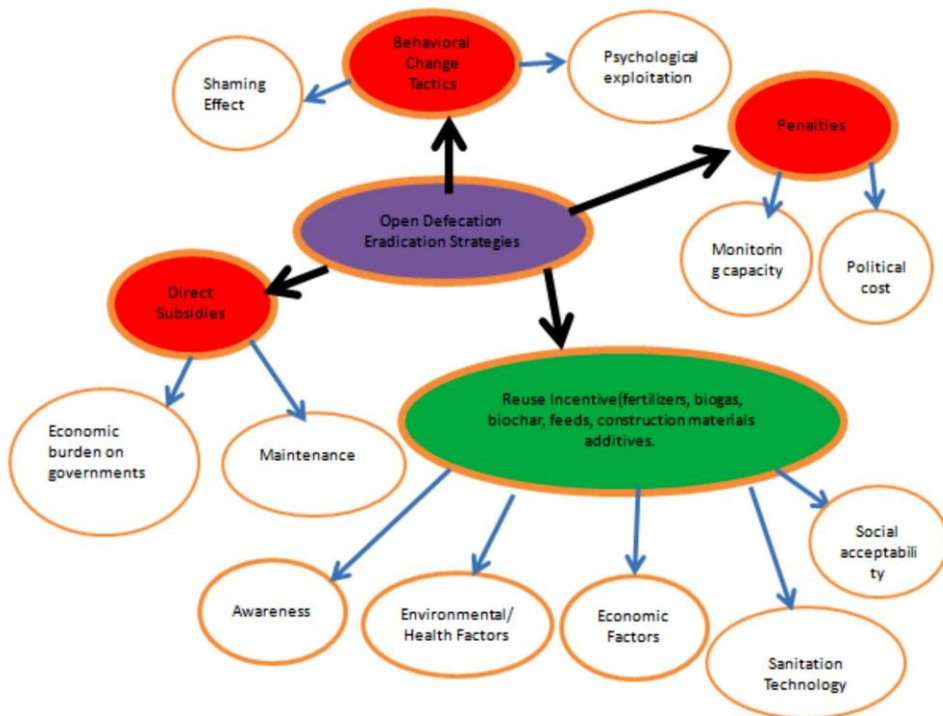 Behavioral
Change
Tactics
Psychological
exploitation
Shaming
Effect
Penalties
Open Defecation
Eradication Strategies
Monitorin
g capacity
Political
cost
Direct
Subsidies
Reuse Incentive(fertilizers, biogas,
biochar, feeds, construction materials
additives.
Economic
burden on
governments
Maintenance
Social
acceptabili
ty
Awareness
Environmental/
Health Factors
Economic
Factors
Sanitation
Technology